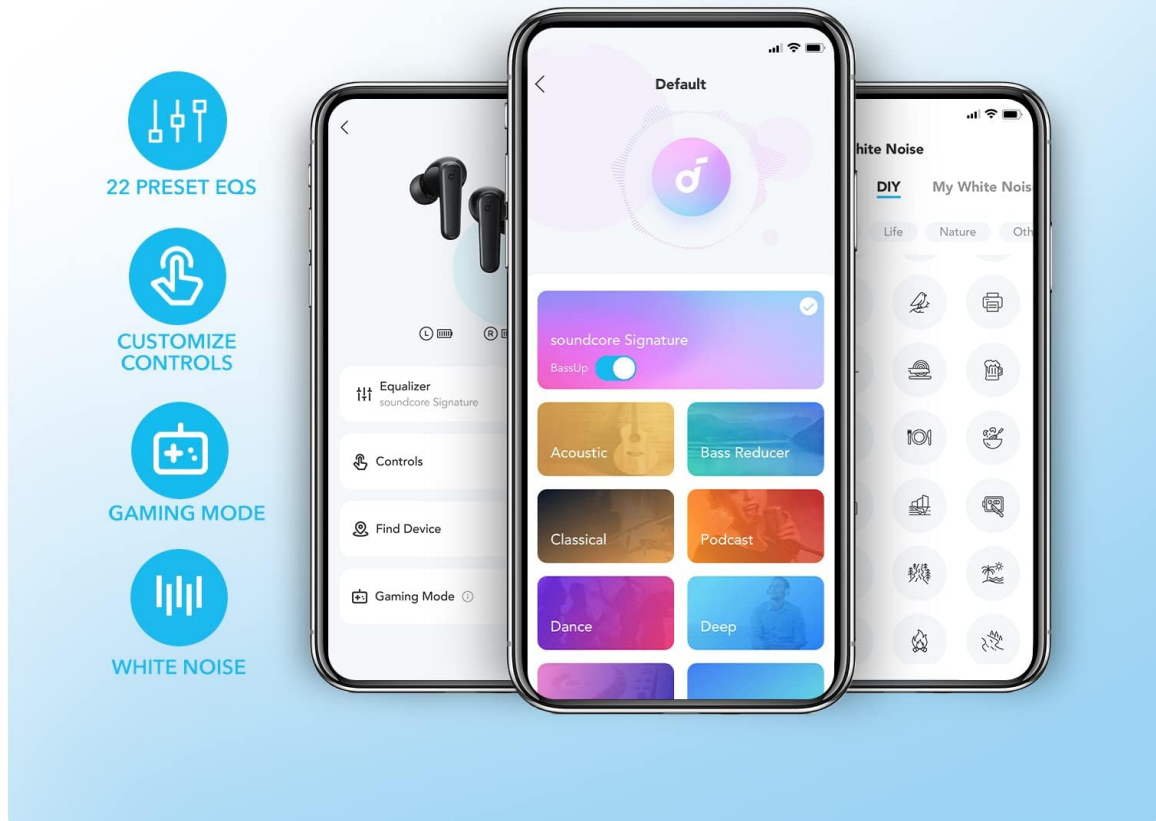 22 PRESET EQS
CUSTOMIZE
CONTROLS
GAMING MODE
WHITE NOISE
L
R
Equalizer
soundcore Signature
Controls
Find Device
Gaming Mode
Default
soundcore Signature
BassUp
Acoustic
Bass Reducer
Classical
Podcast
Dance
Deep
hite Noise
DIY
My White Nois
Life
Nature
Oth